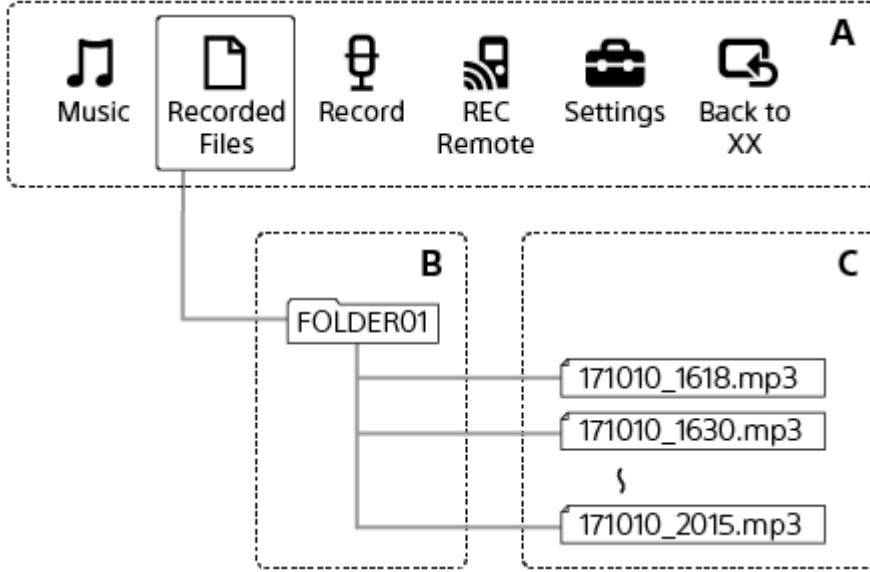 A
Music
Recorded
Files
Record
REC
Remote
Settings
Back to
XX
B
C
FOLDER01
171010_1618.mp3
171010_1630.mp3
171010_2015.mp3